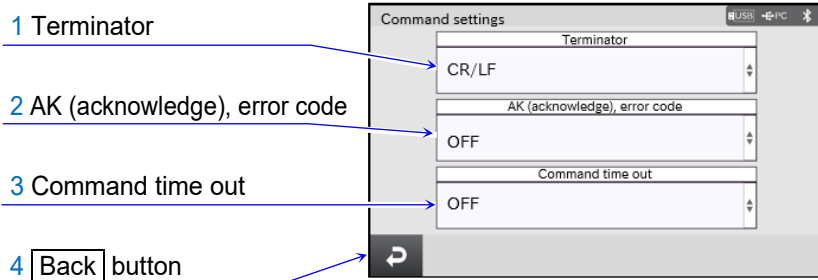 1 Terminator
2 AK (acknowledge), error code
3 Command time out
4 Back button
Command settings
USB PC
Terminator
CR/LF
AK (acknowledge), error code
OFF
Command time out
OFF